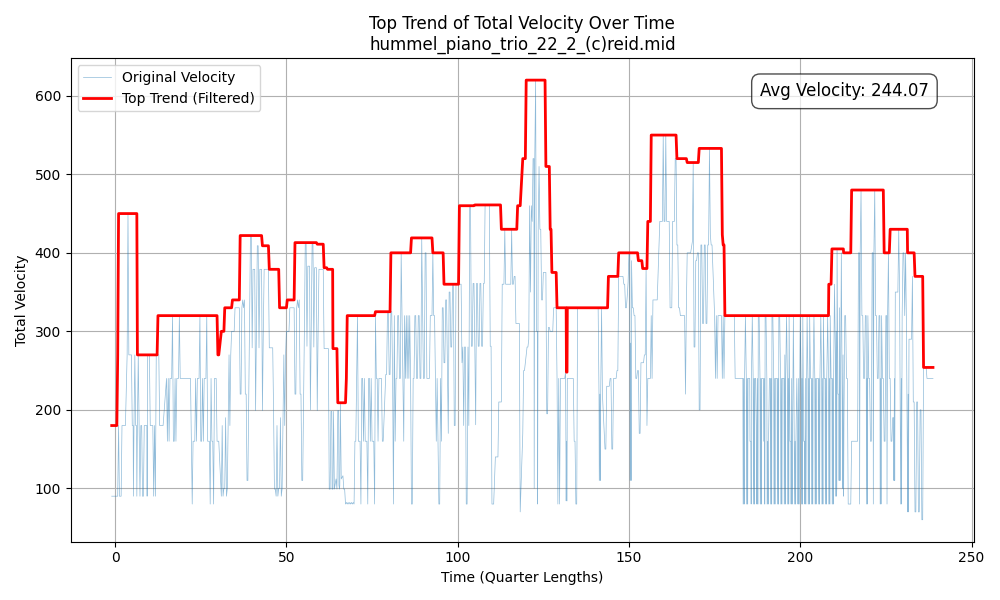 Top Trend of Total Velocity Over Time
hummel_piano_trio_22_2_(c)reid.mid
Original Velocity
Top Trend (Filtered)
Avg Velocity: 244.07
Total Velocity
600
500
400
300
200
100
0
50
100
150
200
250
Time (Quarter Lengths)